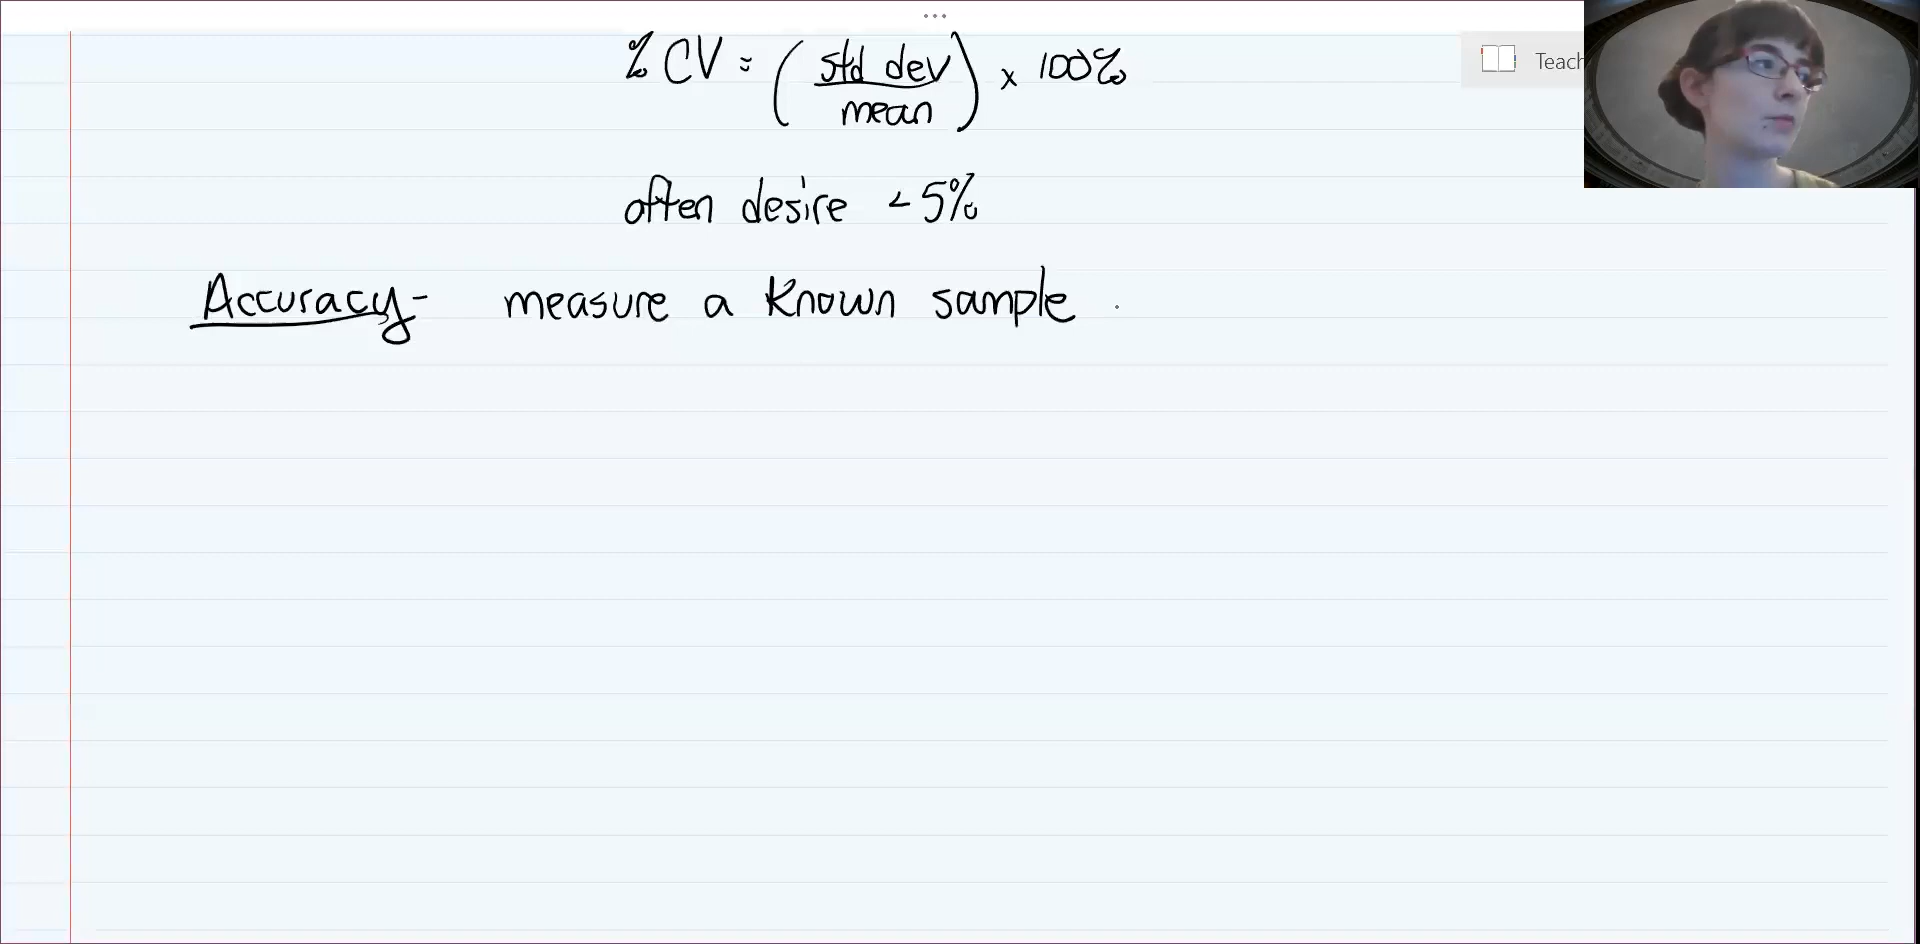 % CV = (std dev / mean) x 100%
Teach
often desire < 5%
Accuracy - measure a known sample